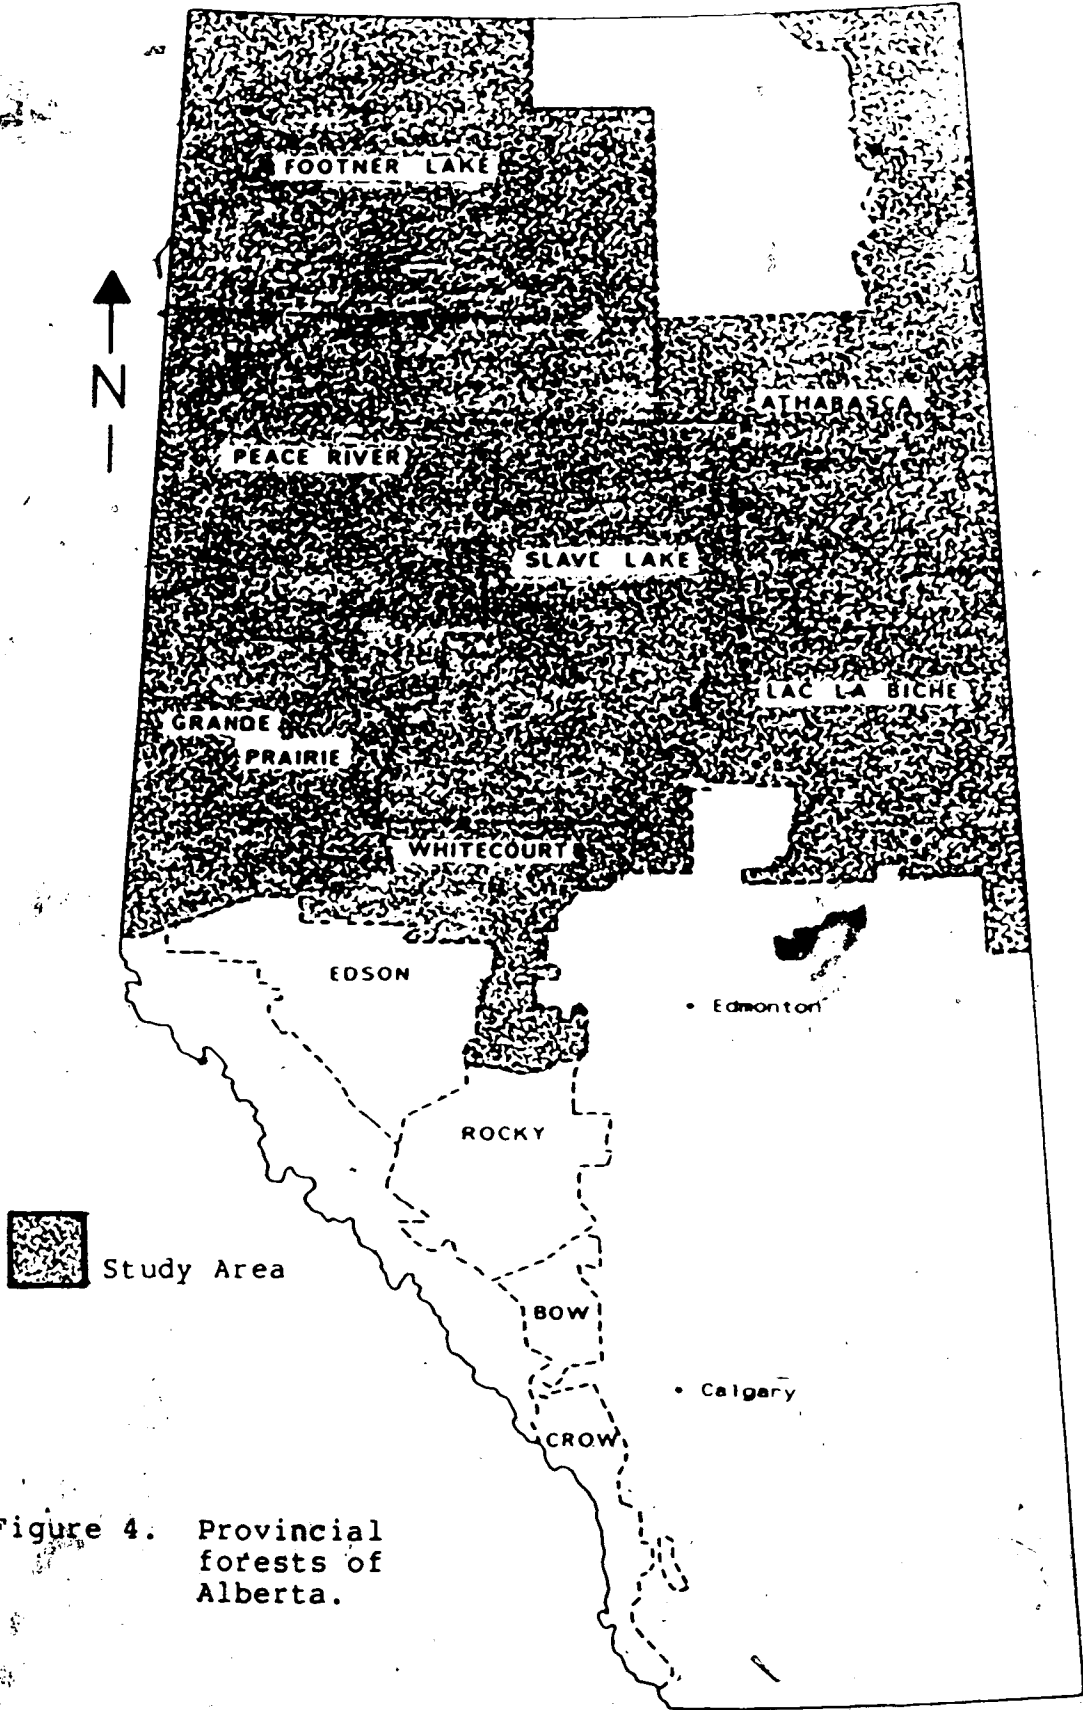 FOOTNER LAKE
N
ATHABASCA
PEACE RIVER
SLAVE LAKE
LAC LA BICHE
GRANDE
PRAIRIE
WHITECOURT
EDSON
• Edmonton
ROCKY
Study Area
BOW
• Calgary
CROW
Figure 4. Provincial
forests of
Alberta.